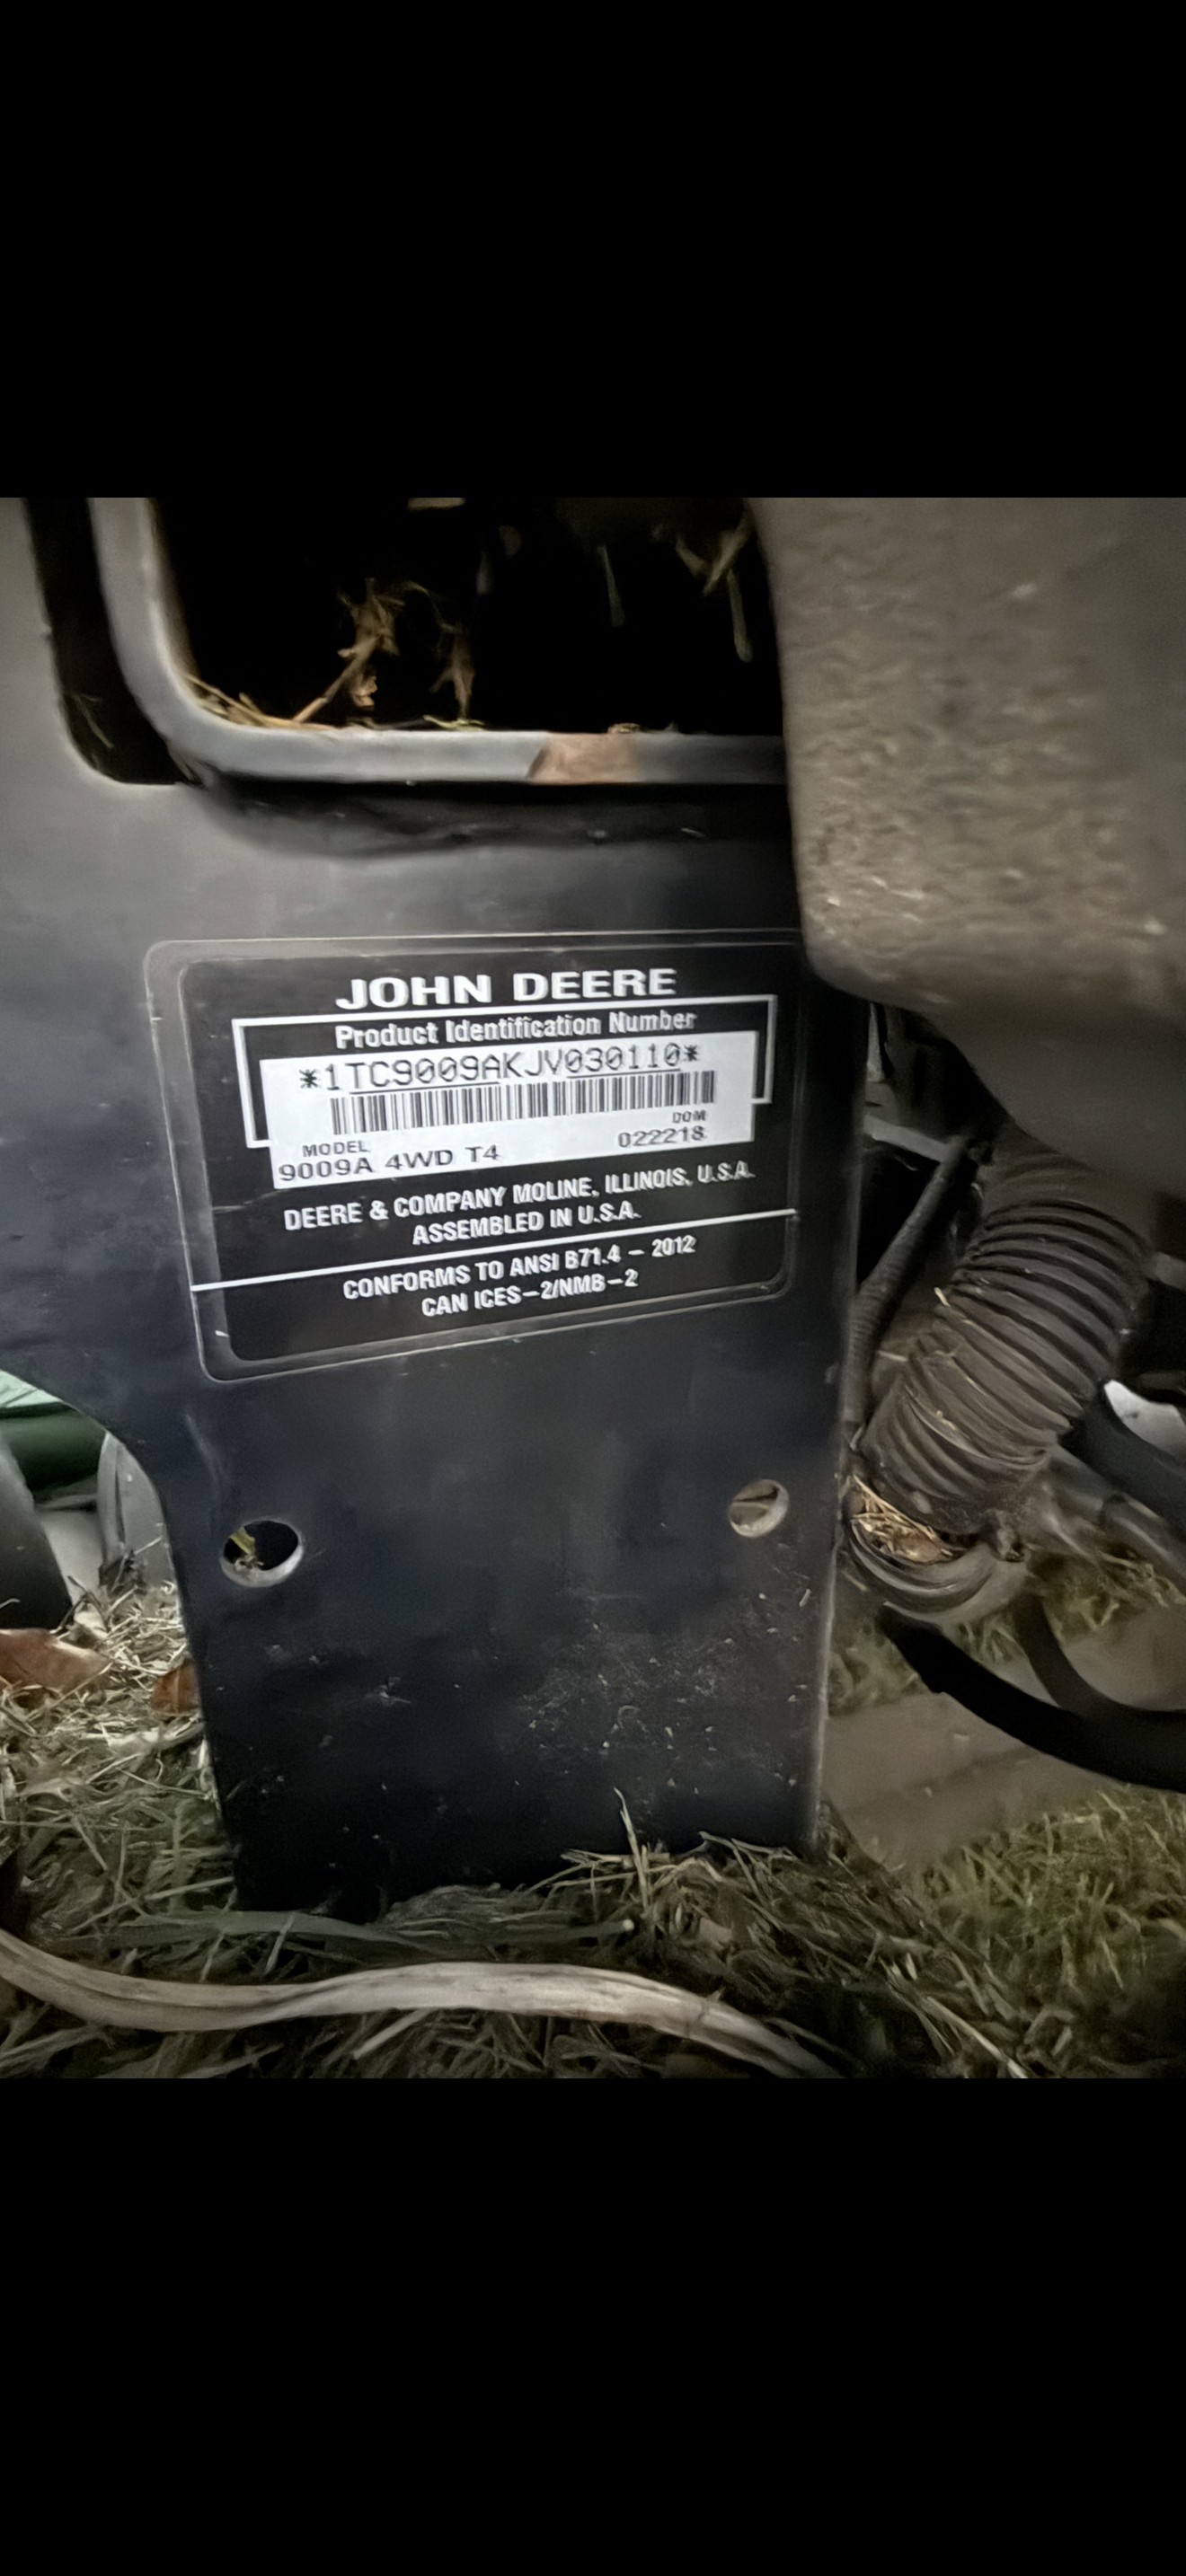 JOHN DEERE
Product Identification Number
*1TC9009AKJV030110*
DOM
MODEL 022218
9009A 4WD T4
DEERE & COMPANY MOLINE, ILLINOIS, U.S.A.
ASSEMBLED IN U.S.A.
CONFORMS TO ANSI B71.4 - 2012
CAN ICES-2/NMB-2